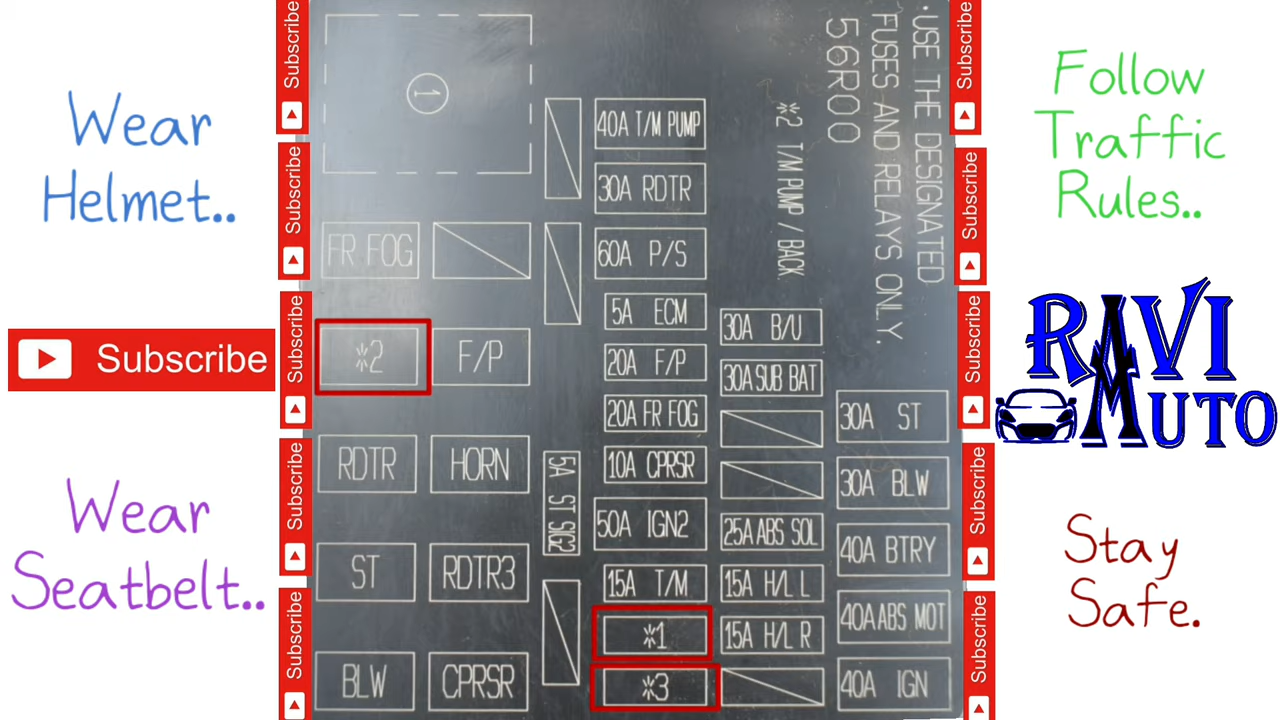 Wear
Helmet..
Subscribe
Wear
Seatbelt..
Subscribe
Subscribe
Subscribe
Subscribe
Subscribe
1
FR FOG
※2
F/P
RDTR
HORN
ST
RDTR3
BLW
CPRSR
5A ST SIG2
40A T/M PUMP
30A RDTR
60A P/S
5A ECM
20A F/P
20A FR FOG
10A CPRSR
50A IGN2
15A T/M
※1
※3
30A B/U
30A SUB BAT
25A ABS SOL
15A H/L L
15A H/L R
30A ST
30A BLW
40A BTRY
40A ABS MOT
40A IGN
・USE THE DESIGNATED
FUSES AND RELAYS ONLY.
56R00
※2 T/M PUMP / BACK
Subscribe
Subscribe
Subscribe
Subscribe
Subscribe
Follow
Traffic
Rules..
RAVI
AUTO
Stay
Safe.